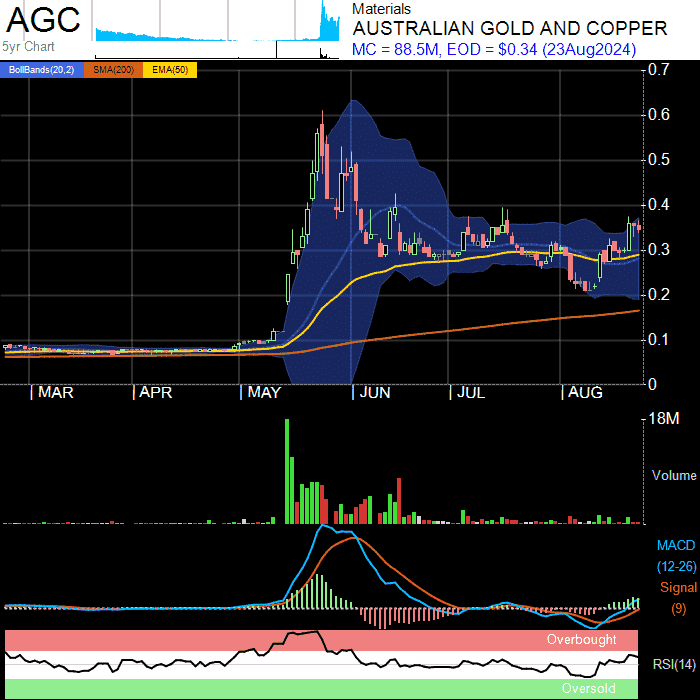 AGC
5yr Chart
Materials
AUSTRALIAN GOLD AND COPPER
MC = 88.5M, EOD = $0.34 (23Aug2024)
BollBands(20,2) SMA(200) EMA(50)
0.7
0.6
0.5
0.4
0.3
0.2
0.1
0
MAR APR MAY JUN JUL AUG
18M
Volume
MACD
(12-26)
Signal
(9)
Overbought
RSI(14)
Oversold